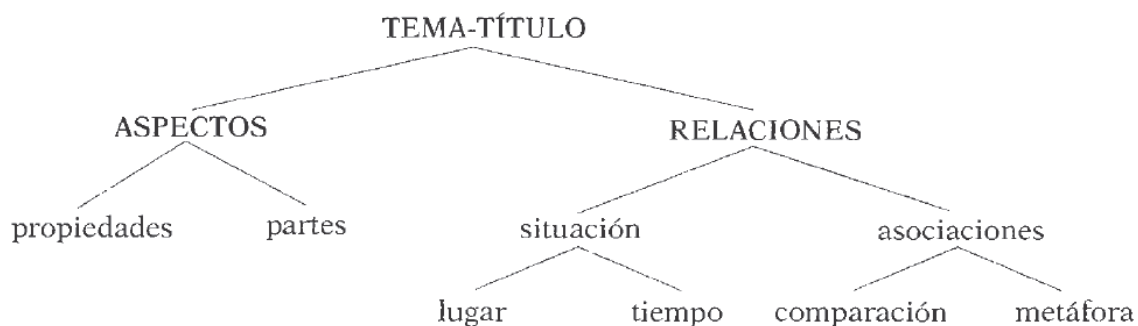 TEMA-TÍTULO
ASPECTOS RELACIONES
propiedades partes situación asociaciones
lugar tiempo comparación metáfora